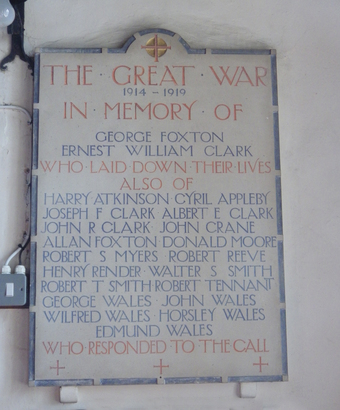 THE · GREAT · WAR
1914 - 1919
IN · MEMORY · OF
GEORGE FOXTON
ERNEST WILLIAM CLARK
WHO · LAID DOWN · THEIR · LIVES
ALSO OF
HARRY ATKINSON CYRIL APPLEBY
JOSEPH F CLARK ALBERT E CLARK
JOHN R CLARK · JOHN CRANE
ALLAN FOXTON DONALD MOORE
ROBERT S MYERS ROBERT REEVE
HENRY RENDER · WALTER S SMITH
ROBERT T SMITH ROBERT TENNANT
GEORGE WALES · JOHN WALES
WILFRED WALES · HORSLEY WALES
EDMUND WALES
WHO RESPONDED TO THE CALL